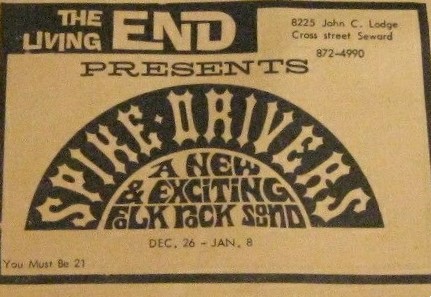 THE
LIVING END
8225 John C. Lodge
Cross street Seward
872-4990
PRESENTS
SPIKE-DRIVERS
A NEW
& EXCITING
FOLK ROCK SOUND
DEC. 26 - JAN. 8
You Must Be 21